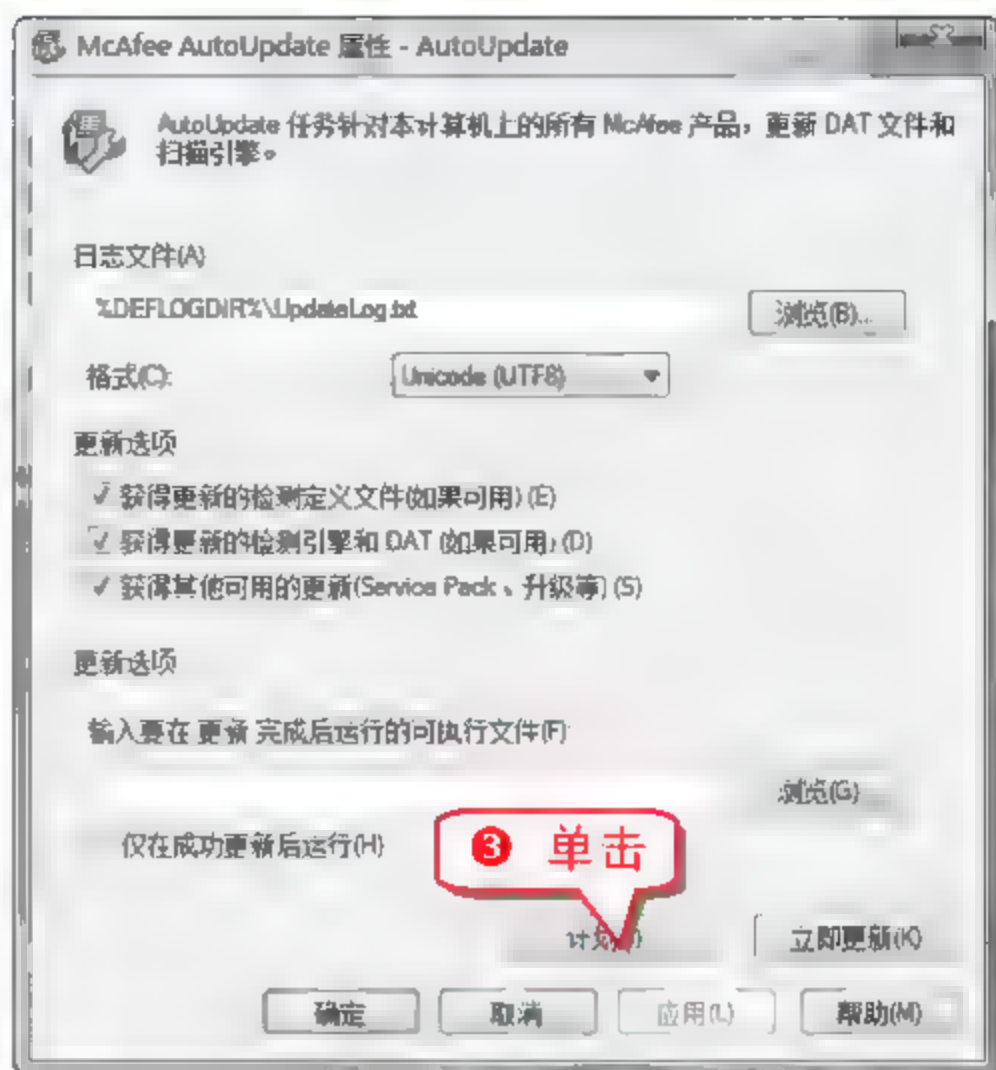 McAfee AutoUpdate 属性 - AutoUpdate
AutoUpdate 任务针对本计算机上的所有 McAfee 产品，更新 DAT 文件和
扫描引擎。
日志文件(A)
%DEFLOGDIR%\UpdateLog.txt
浏览(B)...
格式(C):
Unicode (UTF8)
更新选项
获得更新的检测定义文件(如果可用) (E)
获得更新的检测引擎和 DAT (如果可用) (D)
获得其他可用的更新(Service Pack、升级等) (S)
更新选项
输入要在 更新 完成后运行的可执行文件(F)
浏览(G)
仅在成功更新后运行(H)
❸ 单击
计划
立即更新(K)
确定
取消
应用(L)
帮助(M)